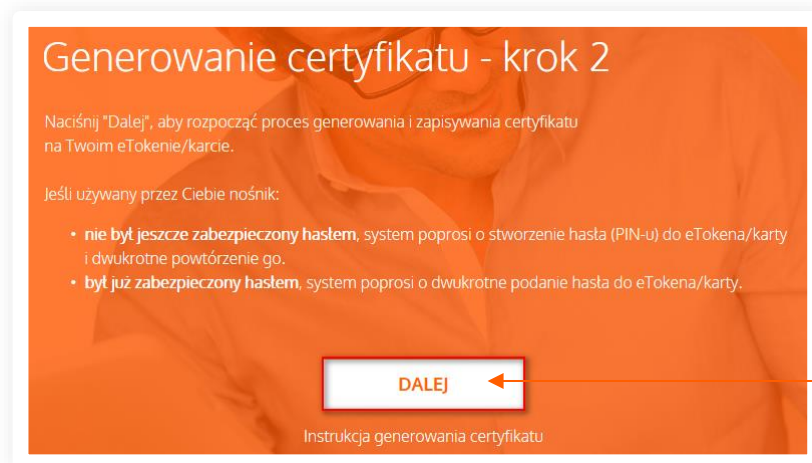 Generowanie certyfikatu - krok 2
Naciśnij "Dalej", aby rozpocząć proces generowania i zapisywania certyfikatu
na Twoim eTokenie/karcie.
Jeśli używany przez Ciebie nośnik:
• nie był jeszcze zabezpieczony hasłem, system poprosi o stworzenie hasła (PIN-u) do eTokena/karty
i dwukrotne powtórzenie go.
• był już zabezpieczony hasłem, system poprosi o dwukrotne podanie hasła do eTokena/karty.
DALEJ
Instrukcja generowania certyfikatu